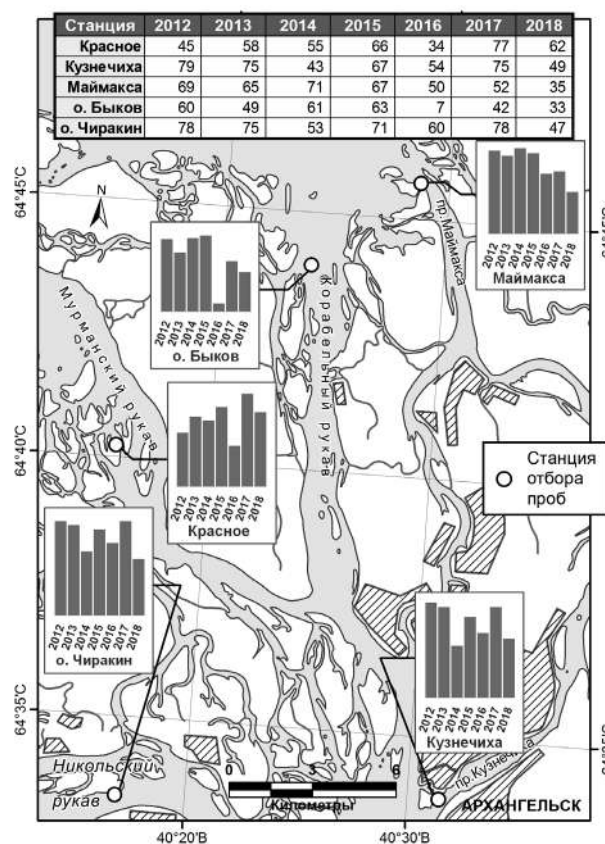 Станция 2012 2013 2014 2015 2016 2017 2018
Красное 45 58 55 66 34 77 62
Кузнечиха 79 75 43 67 54 75 49
Маймакса 69 65 71 67 50 52 35
о. Быков 60 49 61 63 7 42 33
о. Чиракин 78 75 53 71 60 78 47
64°45'С
N
пр.Маймакса
2012 2013 2014 2015 2016 2017 2018
Маймакса
64°45'С
2012 2013 2014 2015 2016 2017 2018
о. Быков
Мурманский рукав
Корабельный рукав
64°40'С
2012 2013 2014 2015 2016 2017 2018
Красное
Станция
отбора
проб
2012 2013 2014 2015 2016 2017 2018
о. Чиракин
2012 2013 2014 2015 2016 2017 2018
Кузнечиха
64°35'С
Никольский
рукав
0 3 6
Километры
пр.Кузнечиха
АРХАНГЕЛЬСК
40°20'В
40°30'В